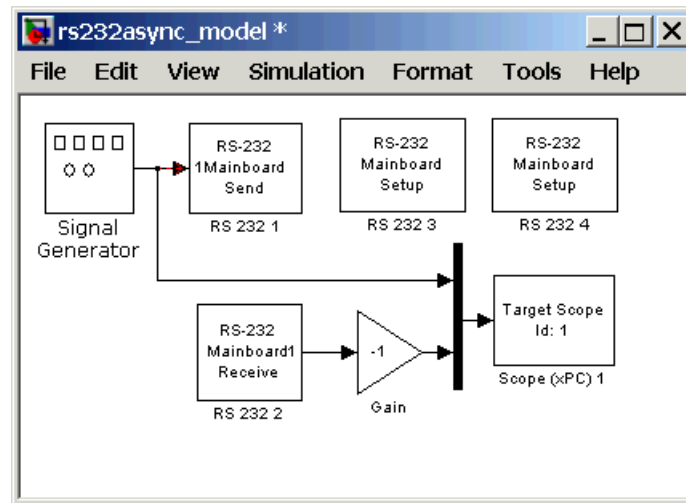 rs232async_model *
File Edit View Simulation Format Tools Help
RS-232
1Mainboard
Send
RS 232 1
RS-232
Mainboard
Setup
RS 232 3
RS-232
Mainboard
Setup
RS 232 4
Signal
Generator
RS-232
Mainboard1
Receive
RS 232 2
-1
Gain
Target Scope
Id: 1
Scope (xPC) 1